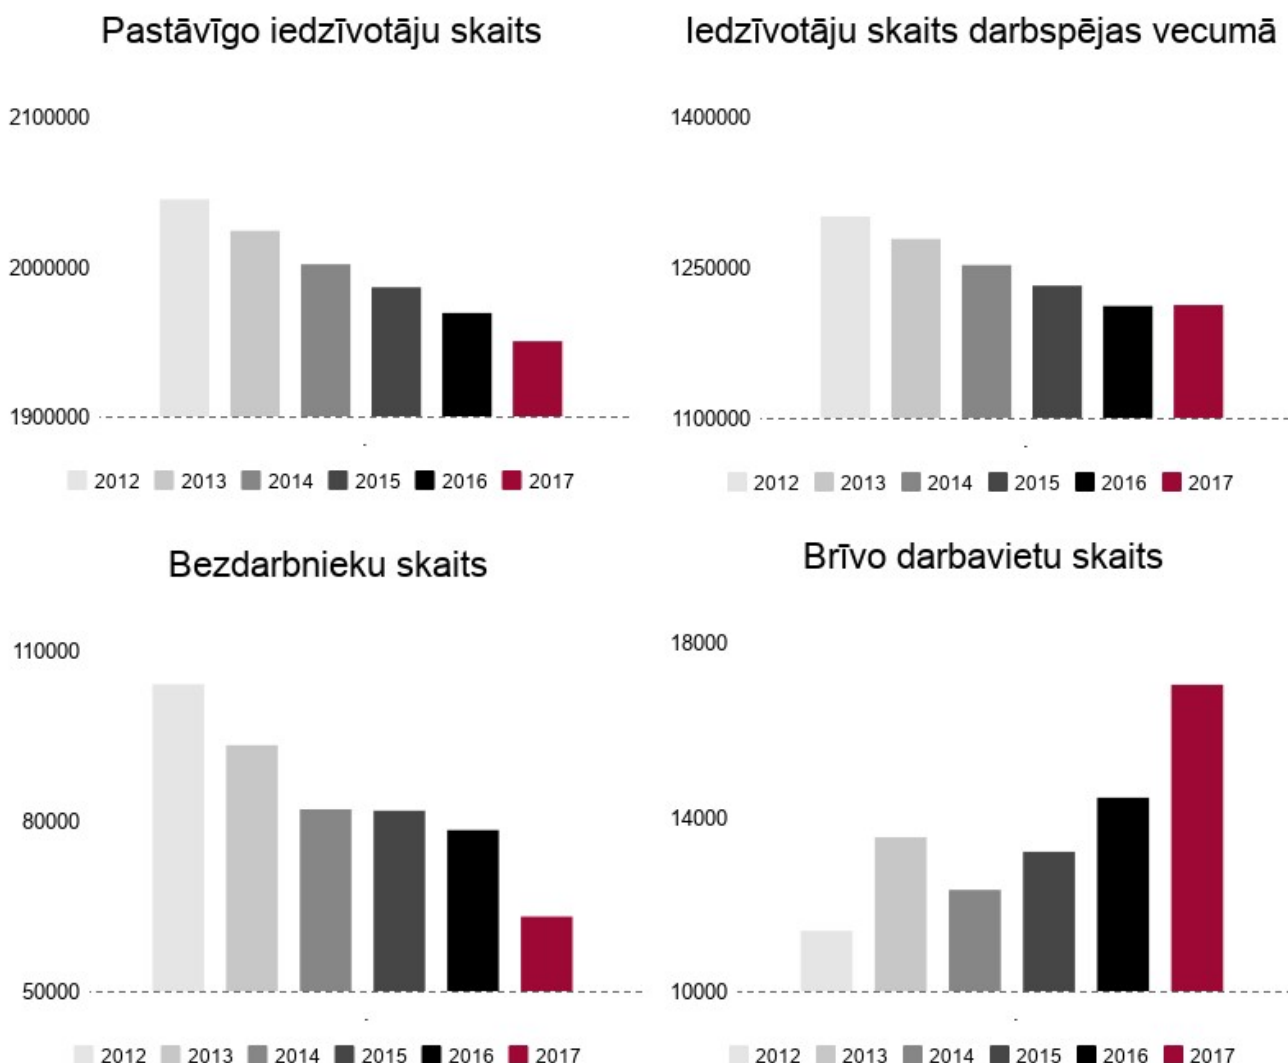 Pastāvīgo iedzīvotāju skaits
2100000
2000000
1900000
.
2012 2013 2014 2015 2016 2017
Iedzīvotāju skaits darbspējas vecumā
1400000
1250000
1100000
.
2012 2013 2014 2015 2016 2017
Bezdarbnieku skaits
110000
80000
50000
.
2012 2013 2014 2015 2016 2017
Brīvo darbavietu skaits
18000
14000
10000
.
2012 2013 2014 2015 2016 2017